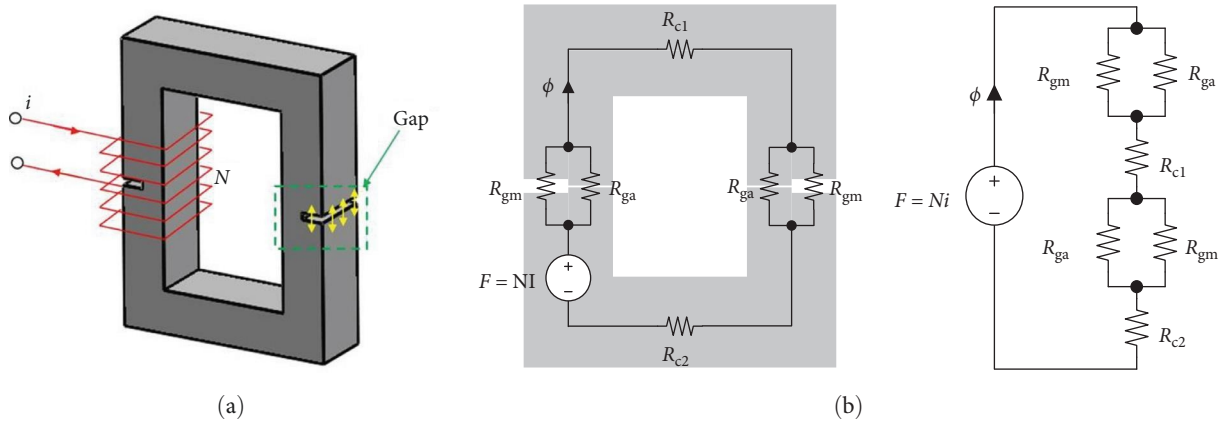 i
N
Gap
(a)
R_c1
ϕ
R_gm
R_ga
R_ga
R_gm
F = NI
+
−
R_c2
ϕ
F = Ni
+
−
R_gm
R_ga
R_c1
R_ga
R_gm
R_c2
(b)